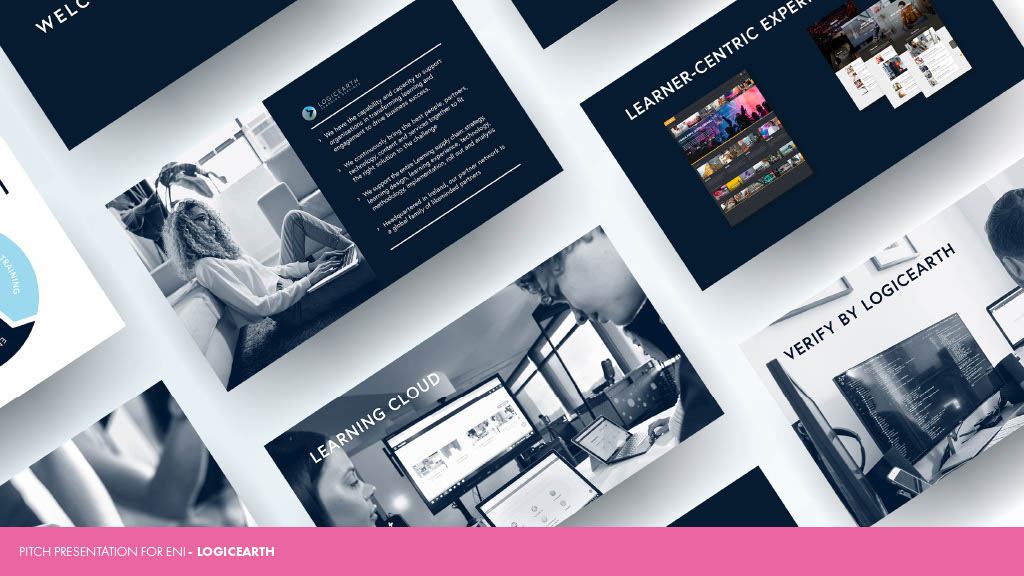 WELC
LOGICEARTH
We have the capability and capacity to support
organisations in transforming learning and
engagement to drive business success.
We continuously bring the best people, partners,
technology, content and services together to fit
the right solution to the challenge
We support the entire Learning supply chain: strategy,
learning design, learning experience, technology,
methodology, implementation, roll out and analysis
Headquartered in Ireland, our partner network is
a global family of likeminded partners
LEARNER-CENTRIC EXPERI
TRAINING
LEARNING CLOUD
VERIFY BY LOGICEARTH
PITCH PRESENTATION FOR ENI - LOGICEARTH